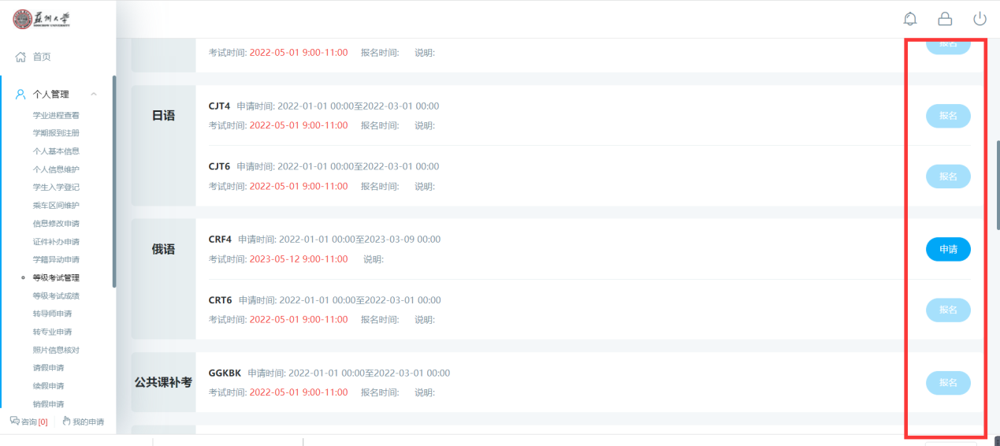 蘇州大学
SOOCHOW UNIVERSITY
首页
个人管理
学业进程查看
学期报到注册
个人基本信息
个人信息维护
学生入学登记
乘车区间维护
信息修改申请
证件补办申请
学籍异动申请
等级考试管理
等级考试成绩
转导师申请
转专业申请
照片信息核对
请假申请
续假申请
销假申请
咨询[0] 我的申请
报名
考试时间: 2022-05-01 9:00-11:00 报名时间: 说明:
日语
CJT4 申请时间: 2022-01-01 00:00至2022-03-01 00:00
考试时间: 2022-05-01 9:00-11:00 报名时间: 说明:
报名
CJT6 申请时间: 2022-01-01 00:00至2022-03-01 00:00
考试时间: 2022-05-01 9:00-11:00 报名时间: 说明:
报名
俄语
CRF4 申请时间: 2022-01-01 00:00至2023-03-09 00:00
考试时间: 2023-05-12 9:00-11:00 说明:
申请
CRT6 申请时间: 2022-01-01 00:00至2022-03-01 00:00
考试时间: 2022-05-01 9:00-11:00 报名时间: 说明:
报名
公共课补考
GGKBK 申请时间: 2022-01-01 00:00至2022-03-01 00:00
考试时间: 2022-05-01 9:00-11:00 报名时间: 说明:
报名